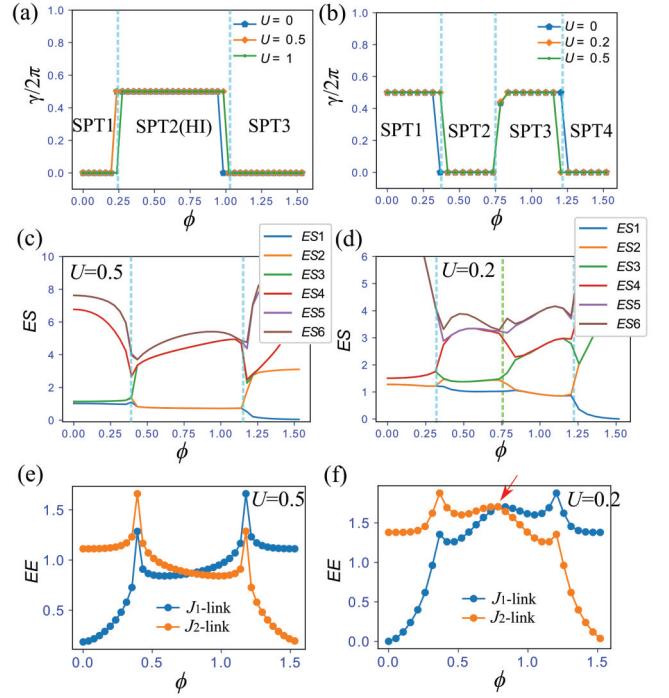 (a)
γ/2π
1.0
0.8
0.6
0.4
0.2
0.0
U = 0
U = 0.5
U = 1
SPT1
SPT2(HI)
SPT3
0.00 0.25 0.50 0.75 1.00 1.25 1.50
ϕ
(b)
γ/2π
1.0
0.8
0.6
0.4
0.2
0.0
U = 0
U = 0.2
U = 0.5
SPT1
SPT2
SPT3
SPT4
0.00 0.25 0.50 0.75 1.00 1.25 1.50
ϕ
(c)
ES
10
8
6
4
2
0
U=0.5
ES1
ES2
ES3
ES4
ES5
ES6
0.00 0.25 0.50 0.75 1.00 1.25 1.50
ϕ
(d)
ES
6
5
4
3
2
1
0
U=0.2
ES1
ES2
ES3
ES4
ES5
ES6
0.00 0.25 0.50 0.75 1.00 1.25 1.50
ϕ
(e)
EE
1.5
1.0
0.5
U=0.5
J1-link
J2-link
0.0 0.5 1.0 1.5
ϕ
(f)
EE
1.5
1.0
0.5
0.0
U=0.2
J1-link
J2-link
0.0 0.5 1.0 1.5
ϕ